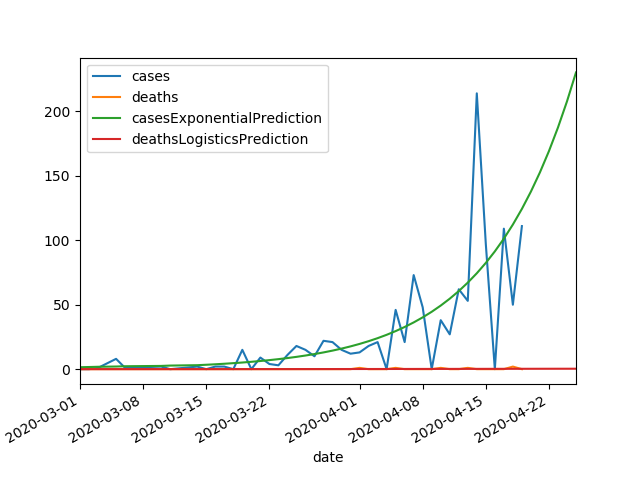 cases
deaths
casesExponentialPrediction
deathsLogisticsPrediction
200
150
100
50
0
2020-03-01
2020-03-08
2020-03-15
2020-03-22
2020-04-01
2020-04-08
2020-04-15
2020-04-22
date